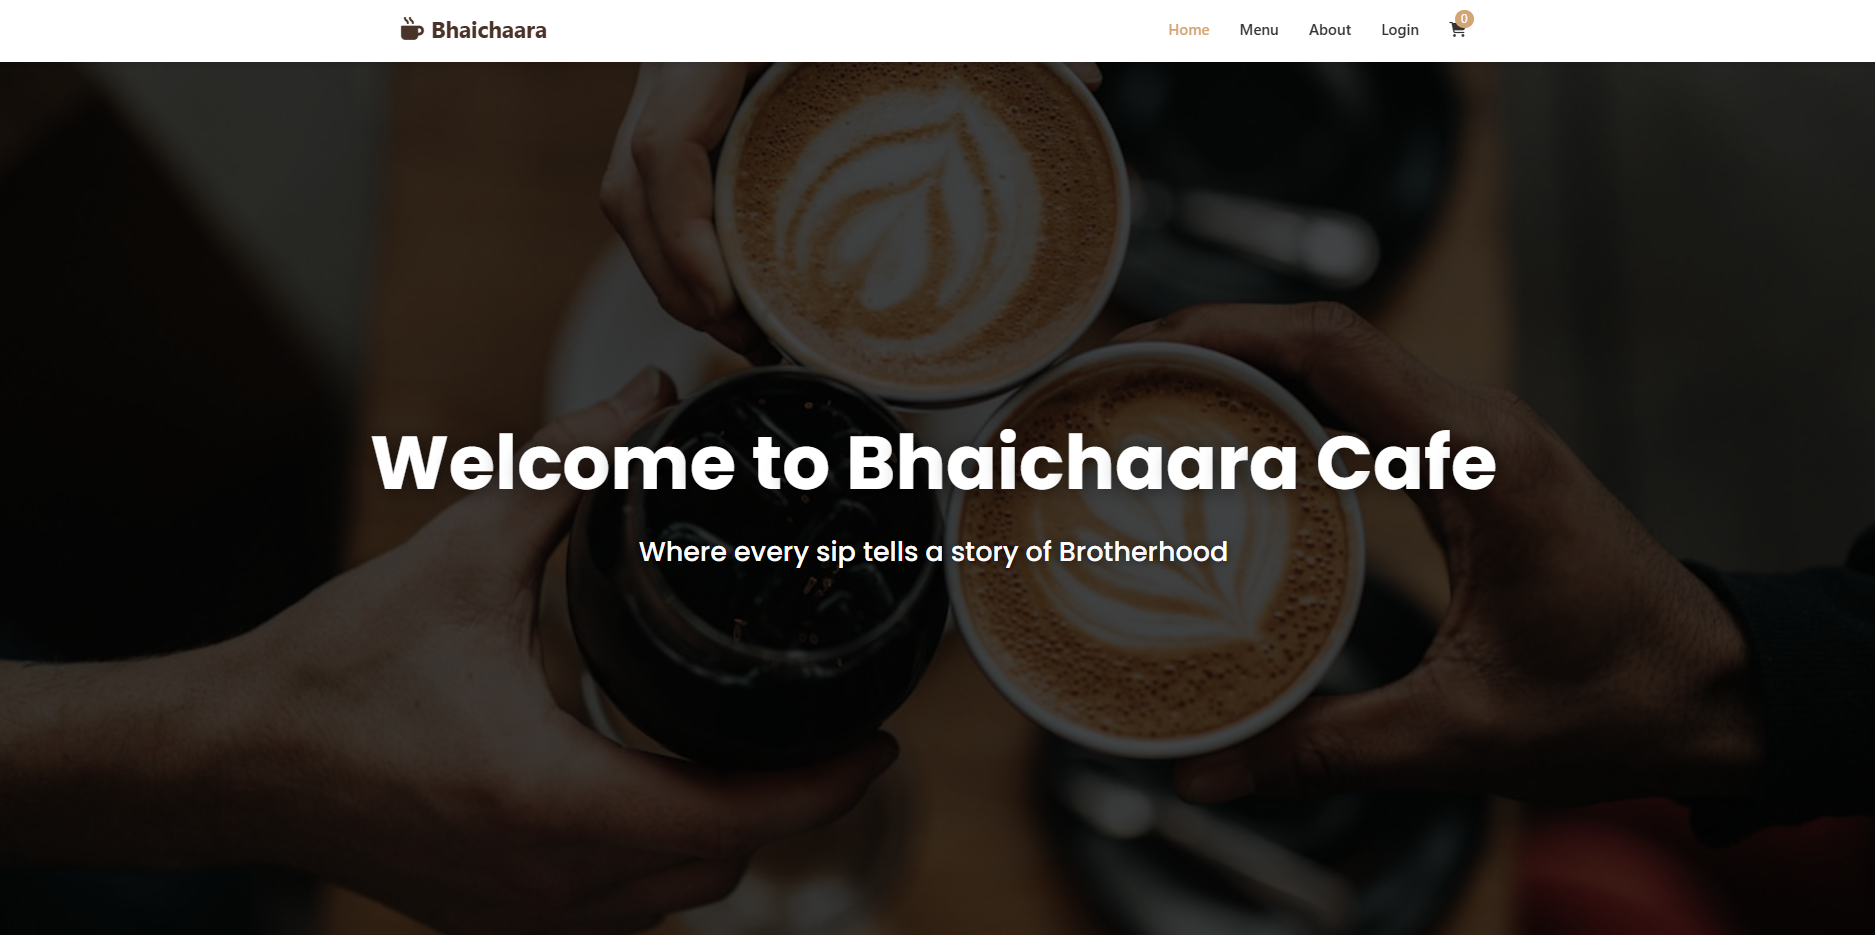 Bhaichaara
Home Menu About Login 0
Welcome to Bhaichaara Cafe
Where every sip tells a story of Brotherhood